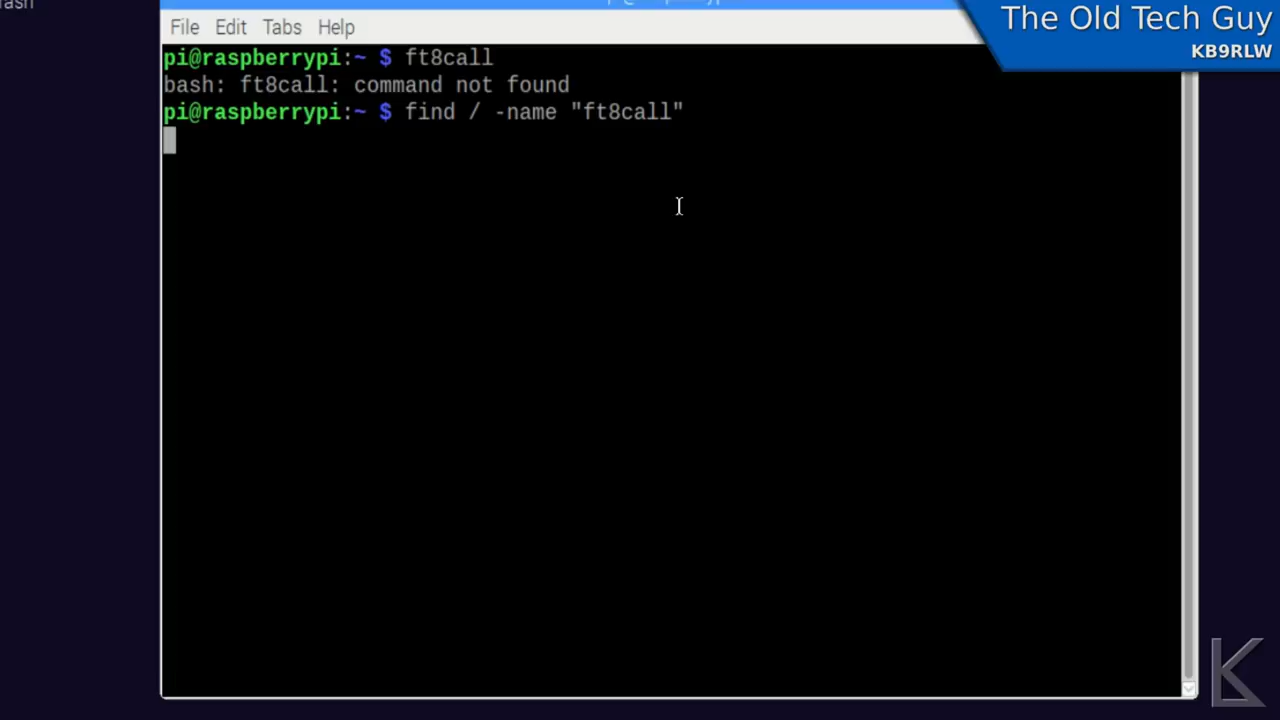 The Old Tech Guy
KB9RLW
File Edit Tabs Help
pi@raspberrypi:~ $ ft8call
bash: ft8call: command not found
pi@raspberrypi:~ $ find / -name "ft8call"
K